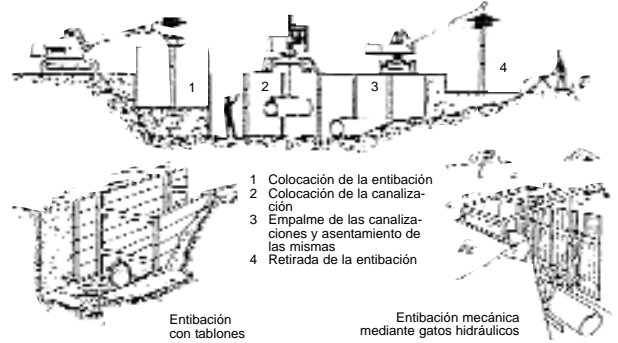 1
2
3
4
1 Colocación de la entibación
2 Colocación de la canaliza-
ción
3 Empalme de las canaliza-
ciones y asentamiento de
las mismas
4 Retirada de la entibación
Entibación
con tablones
Entibación mecánica
mediante gatos hidráulicos